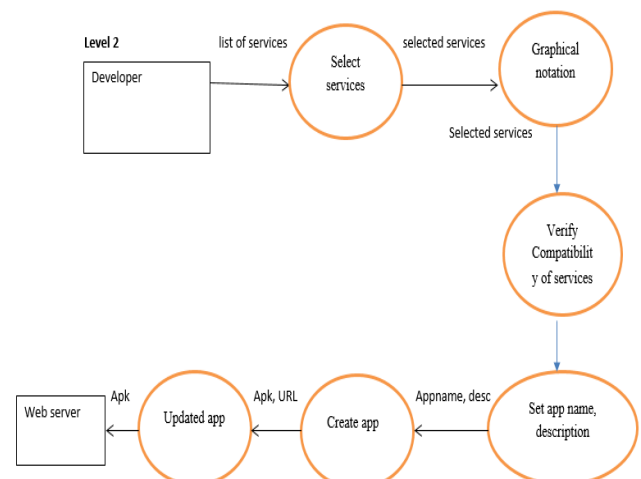 Level 2
list of services
selected services
Developer
Select
services
Graphical
notation
Selected services
Verify
Compatibilit
y of services
Apk
Apk, URL
Appname, desc
Web server
Updated app
Create app
Set app name,
description